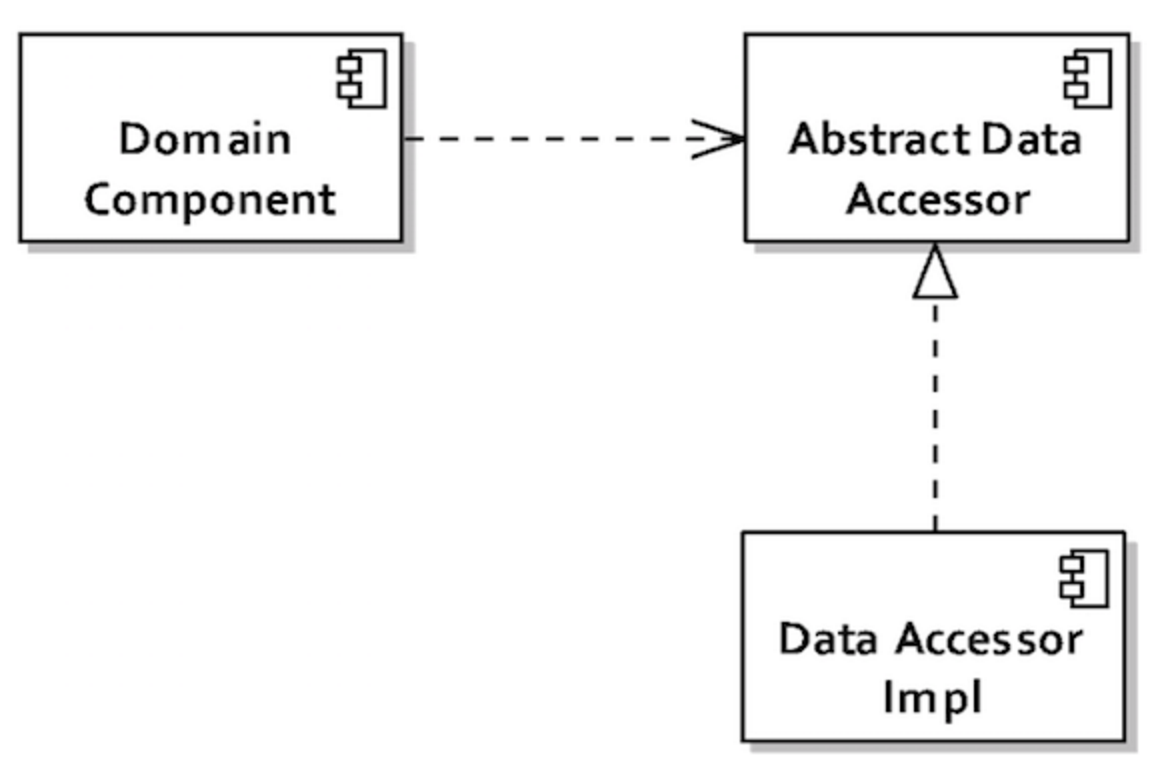 Domain
Component
Abstract Data
Accessor
Data Accessor
Impl